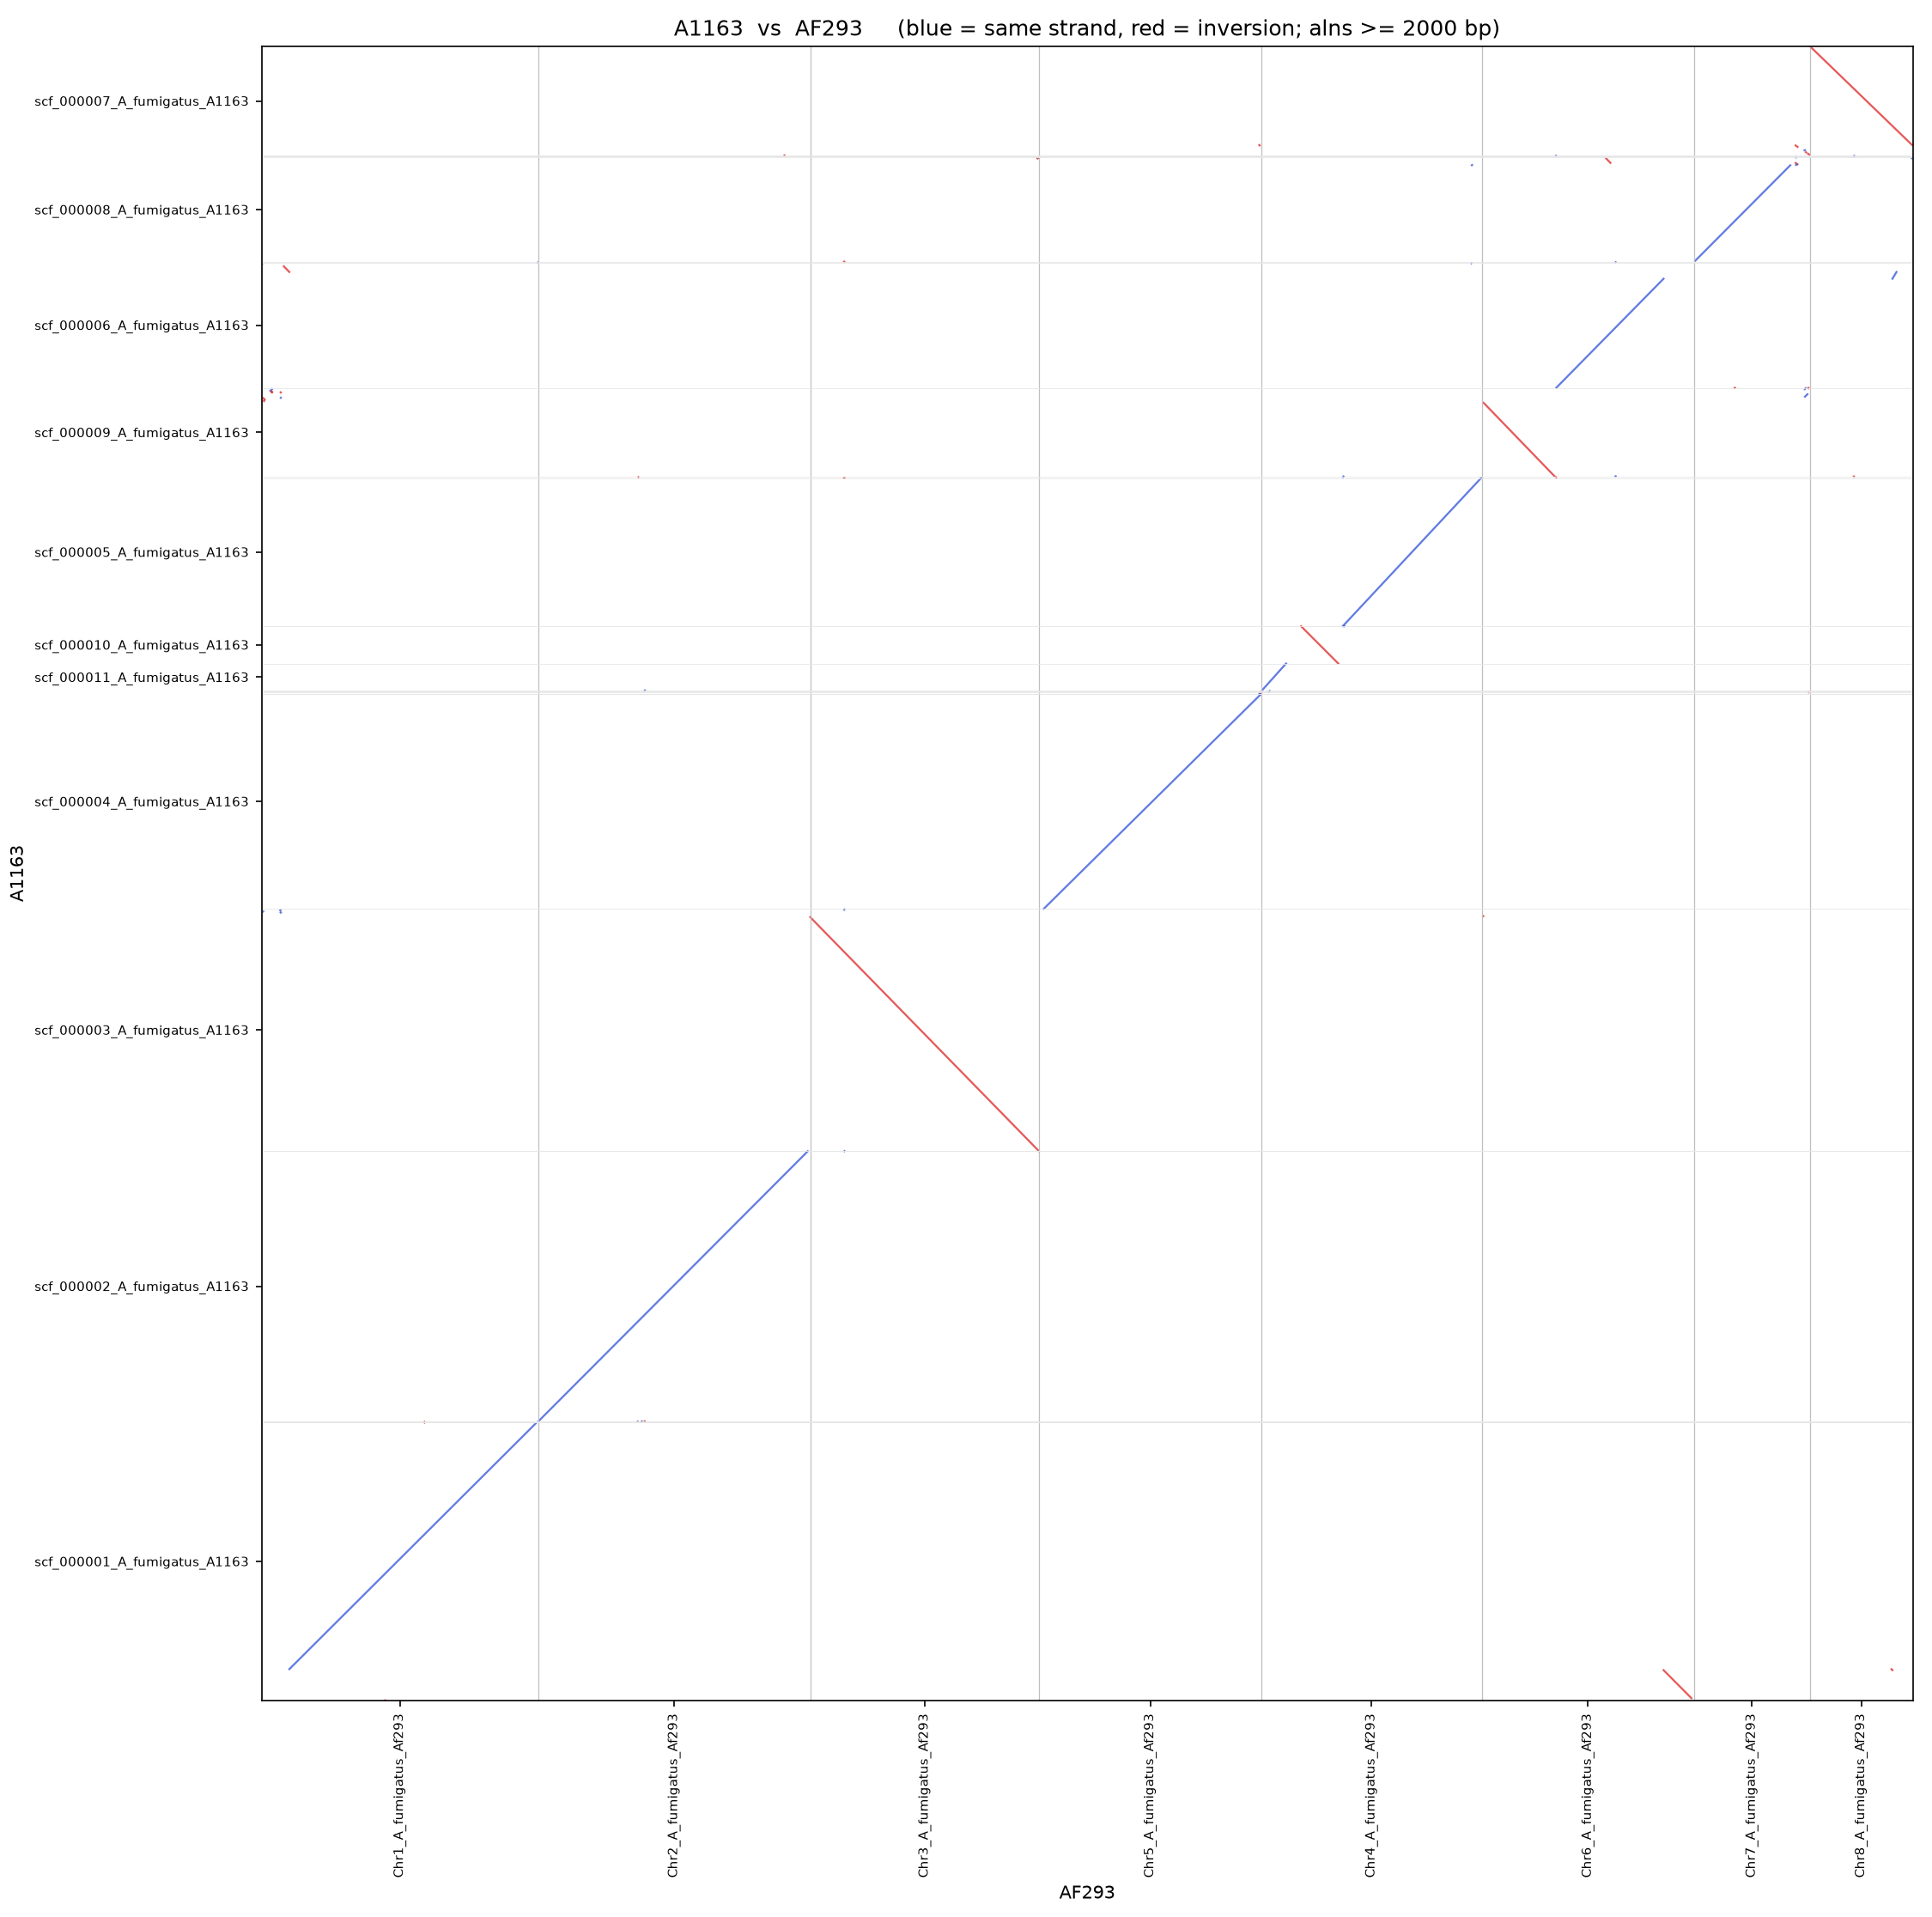 A1163 vs AF293 (blue = same strand, red = inversion; alns >= 2000 bp)
scf_000007_A_fumigatus_A1163
scf_000008_A_fumigatus_A1163
scf_000006_A_fumigatus_A1163
scf_000009_A_fumigatus_A1163
scf_000005_A_fumigatus_A1163
scf_000010_A_fumigatus_A1163
scf_000011_A_fumigatus_A1163
scf_000004_A_fumigatus_A1163
A1163
scf_000003_A_fumigatus_A1163
scf_000002_A_fumigatus_A1163
scf_000001_A_fumigatus_A1163
Chr1_A_fumigatus_Af293
Chr2_A_fumigatus_Af293
Chr3_A_fumigatus_Af293
Chr5_A_fumigatus_Af293
Chr4_A_fumigatus_Af293
Chr6_A_fumigatus_Af293
Chr7_A_fumigatus_Af293
Chr8_A_fumigatus_Af293
AF293